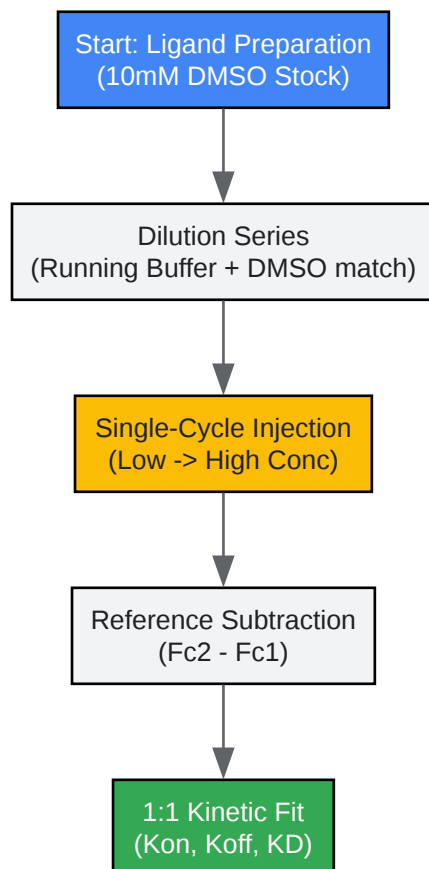 Start: Ligand Preparation
(10mM DMSO Stock)
Dilution Series
(Running Buffer + DMSO match)
Single-Cycle Injection
(Low -> High Conc)
Reference Subtraction
(Fc2 - Fc1)
1:1 Kinetic Fit
(Kon, Koff, KD)